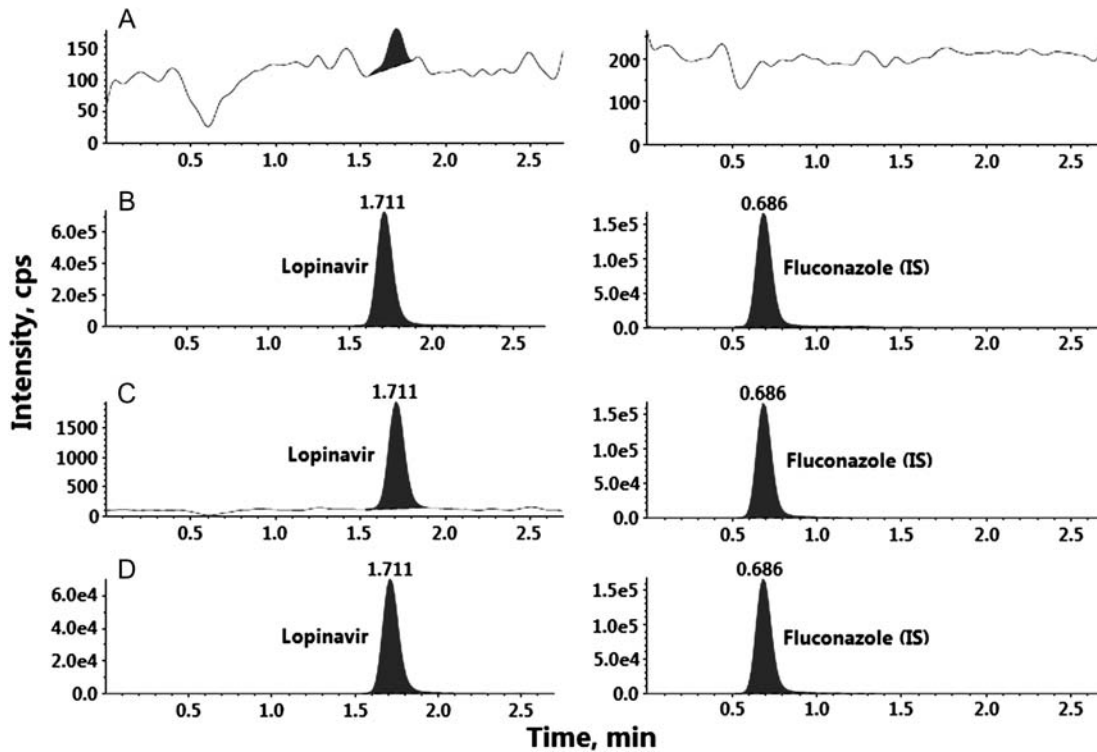 A
150
100
50
0
0.5 1.0 1.5 2.0 2.5
200
100
0
0.5 1.0 1.5 2.0 2.5
B
1.711
6.0e5
4.0e5
2.0e5
0
Lopinavir
0.5 1.0 1.5 2.0 2.5
0.686
1.5e5
1.0e5
5.0e4
0.0
Fluconazole (IS)
0.5 1.0 1.5 2.0 2.5
C
1.711
1500
1000
500
0
Lopinavir
0.5 1.0 1.5 2.0 2.5
0.686
1.5e5
1.0e5
5.0e4
0.0
Fluconazole (IS)
0.5 1.0 1.5 2.0 2.5
D
1.711
6.0e4
4.0e4
2.0e4
0.0
Lopinavir
0.5 1.0 1.5 2.0 2.5
0.686
1.5e5
1.0e5
5.0e4
0.0
Fluconazole (IS)
0.5 1.0 1.5 2.0 2.5
Intensity, cps
Time, min